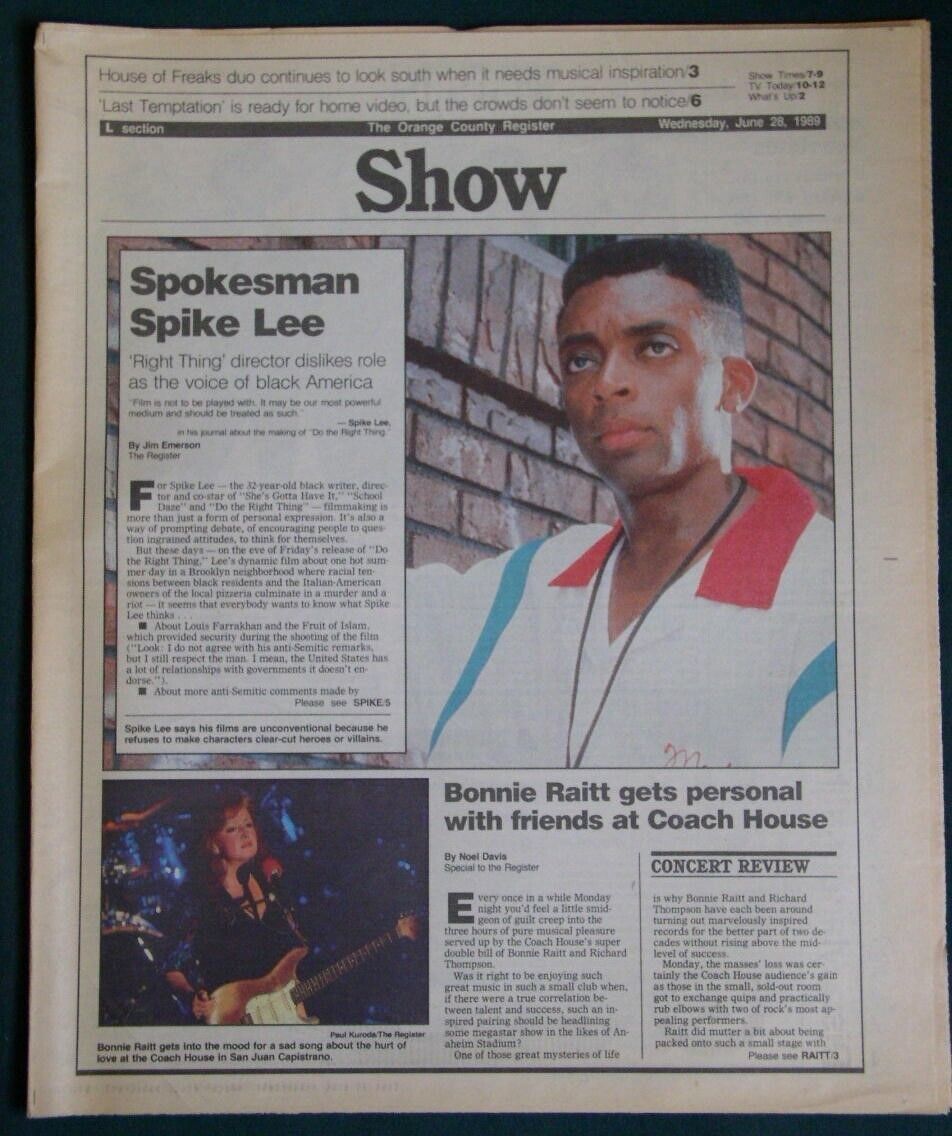 House of Freaks duo continues to look south when it needs musical inspiration/3
'Last Temptation' is ready for home video, but the crowds don't seem to notice/6
Show Times/7-9
TV Today/10-12
What's Up/2
L section
The Orange County Register
Wednesday, June 28, 1989
Show
Spokesman
Spike Lee
'Right Thing' director dislikes role
as the voice of black America
"Film is not to be played with. It may be our most powerful
medium and should be treated as such."
— Spike Lee,
in his journal about the making of "Do the Right Thing."
By Jim Emerson
The Register
For Spike Lee — the 32-year-old black writer, direc-
tor and co-star of "She's Gotta Have It," "School
Daze" and "Do the Right Thing" — filmmaking is
more than just a form of personal expression. It's also a
way of prompting debate, of encouraging people to ques-
tion ingrained attitudes, to think for themselves.
But these days — on the eve of Friday's release of "Do
the Right Thing," Lee's dynamic film about one hot sum-
mer day in a Brooklyn neighborhood where racial ten-
sions between black residents and the Italian-American
owners of the local pizzeria culminate in a murder and a
riot — it seems that everybody wants to know what Spike
Lee thinks . . .
■ About Louis Farrakhan and the Fruit of Islam,
which provided security during the shooting of the film
("Look: I do not agree with his anti-Semitic remarks,
but I still respect the man. I mean, the United States has
a lot of relationships with governments it doesn't en-
dorse.").
■ About more anti-Semitic comments made by
Please see SPIKE/5
Spike Lee says his films are unconventional because he
refuses to make characters clear-cut heroes or villains.
Paul Kuroda/The Register
Bonnie Raitt gets into the mood for a sad song about the hurt of
love at the Coach House in San Juan Capistrano.
Bonnie Raitt gets personal
with friends at Coach House
By Noel Davis
Special to the Register
Every once in a while Monday
night you'd feel a little smid-
geon of guilt creep into the
three hours of pure musical pleasure
served up by the Coach House's super
double bill of Bonnie Raitt and Richard
Thompson.
Was it right to be enjoying such
great music in such a small club when,
if there were a true correlation be-
tween talent and success, such an in-
spired pairing should be headlining
some megastar show in the likes of An-
aheim Stadium?
One of those great mysteries of life
CONCERT REVIEW
is why Bonnie Raitt and Richard
Thompson have each been around
turning out marvelously inspired
records for the better part of two de-
cades without rising above the mid-
level of success.
Monday, the masses' loss was cer-
tainly the Coach House audience's gain
as those in the small, sold-out room
got to exchange quips and practically
rub elbows with two of rock's most ap-
pealing performers.
Raitt did mutter a bit about being
packed onto such a small stage with
Please see RAITT/3